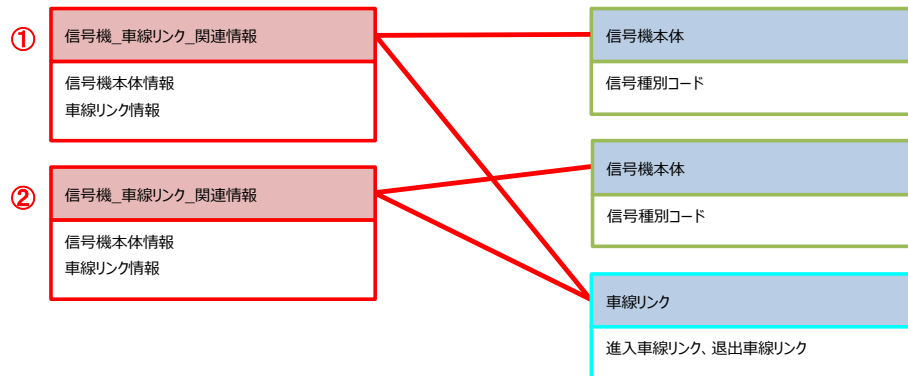 ①
信号機_車線リンク_関連情報
信号機本体情報
車線リンク情報
②
信号機_車線リンク_関連情報
信号機本体情報
車線リンク情報
信号機本体
信号種別コード
信号機本体
信号種別コード
車線リンク
進入車線リンク、退出車線リンク